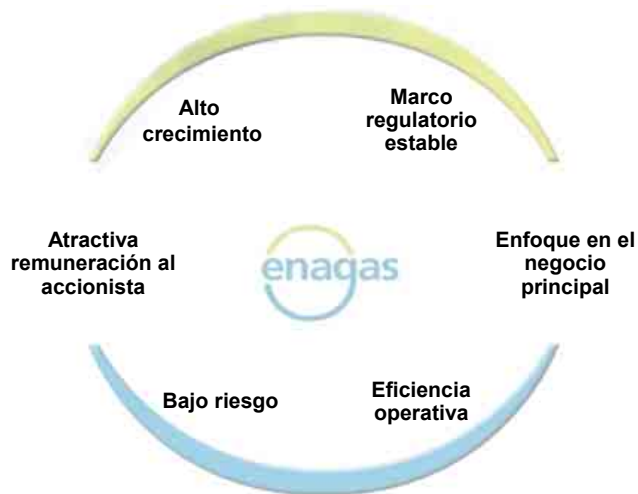 Alto
crecimiento
Marco
regulatorio
estable
Atractiva
remuneración al
accionista
enagas
Enfoque en el
negocio
principal
Bajo riesgo
Eficiencia
operativa